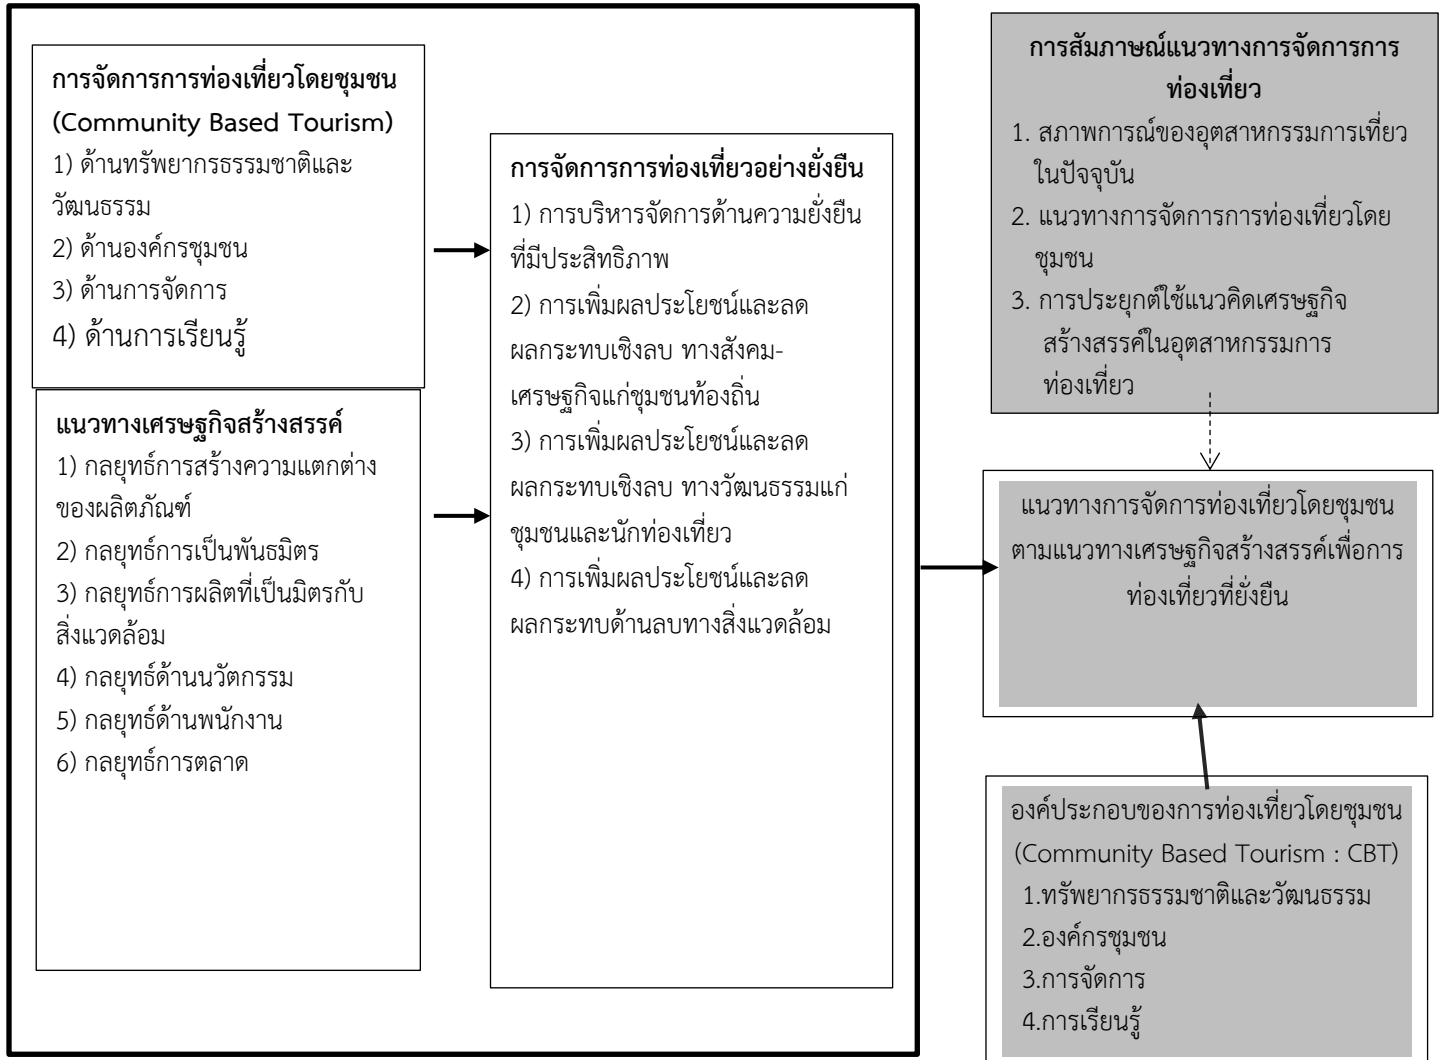 การจัดการการท่องเที่ยวโดยชุมชน
(Community Based Tourism)
1) ด้านทรัพยากรธรรมชาติและ
วัฒนธรรม
2) ด้านองค์กรชุมชน
3) ด้านการจัดการ
4) ด้านการเรียนรู้
แนวทางเศรษฐกิจสร้างสรรค์
1) กลยุทธ์การสร้างความแตกต่าง
ของผลิตภัณฑ์
2) กลยุทธ์การเป็นพันธมิตร
3) กลยุทธ์การผลิตที่เป็นมิตรกับ
สิ่งแวดล้อม
4) กลยุทธ์ด้านนวัตกรรม
5) กลยุทธ์ด้านพนักงาน
6) กลยุทธ์การตลาด
การจัดการการท่องเที่ยวอย่างยั่งยืน
1) การบริหารจัดการด้านความยั่งยืน
ที่มีประสิทธิภาพ
2) การเพิ่มผลประโยชน์และลด
ผลกระทบเชิงลบ ทางสังคม-
เศรษฐกิจแก่ชุมชนท้องถิ่น
3) การเพิ่มผลประโยชน์และลด
ผลกระทบเชิงลบ ทางวัฒนธรรมแก่
ชุมชนและนักท่องเที่ยว
4) การเพิ่มผลประโยชน์และลด
ผลกระทบด้านลบทางสิ่งแวดล้อม
การสัมภาษณ์แนวทางการจัดการการ
ท่องเที่ยว
1. สภาพการณ์ของอุตสาหกรรมการเที่ยว
ในปัจจุบัน
2. แนวทางการจัดการการท่องเที่ยวโดย
ชุมชน
3. การประยุกต์ใช้แนวคิดเศรษฐกิจ
สร้างสรรค์ในอุตสาหกรรมการ
ท่องเที่ยว
แนวทางการจัดการท่องเที่ยวโดยชุมชน
ตามแนวทางเศรษฐกิจสร้างสรรค์เพื่อการ
ท่องเที่ยวที่ยั่งยืน
องค์ประกอบของการท่องเที่ยวโดยชุมชน
(Community Based Tourism : CBT)
1.ทรัพยากรธรรมชาติและวัฒนธรรม
2.องค์กรชุมชน
3.การจัดการ
4.การเรียนรู้